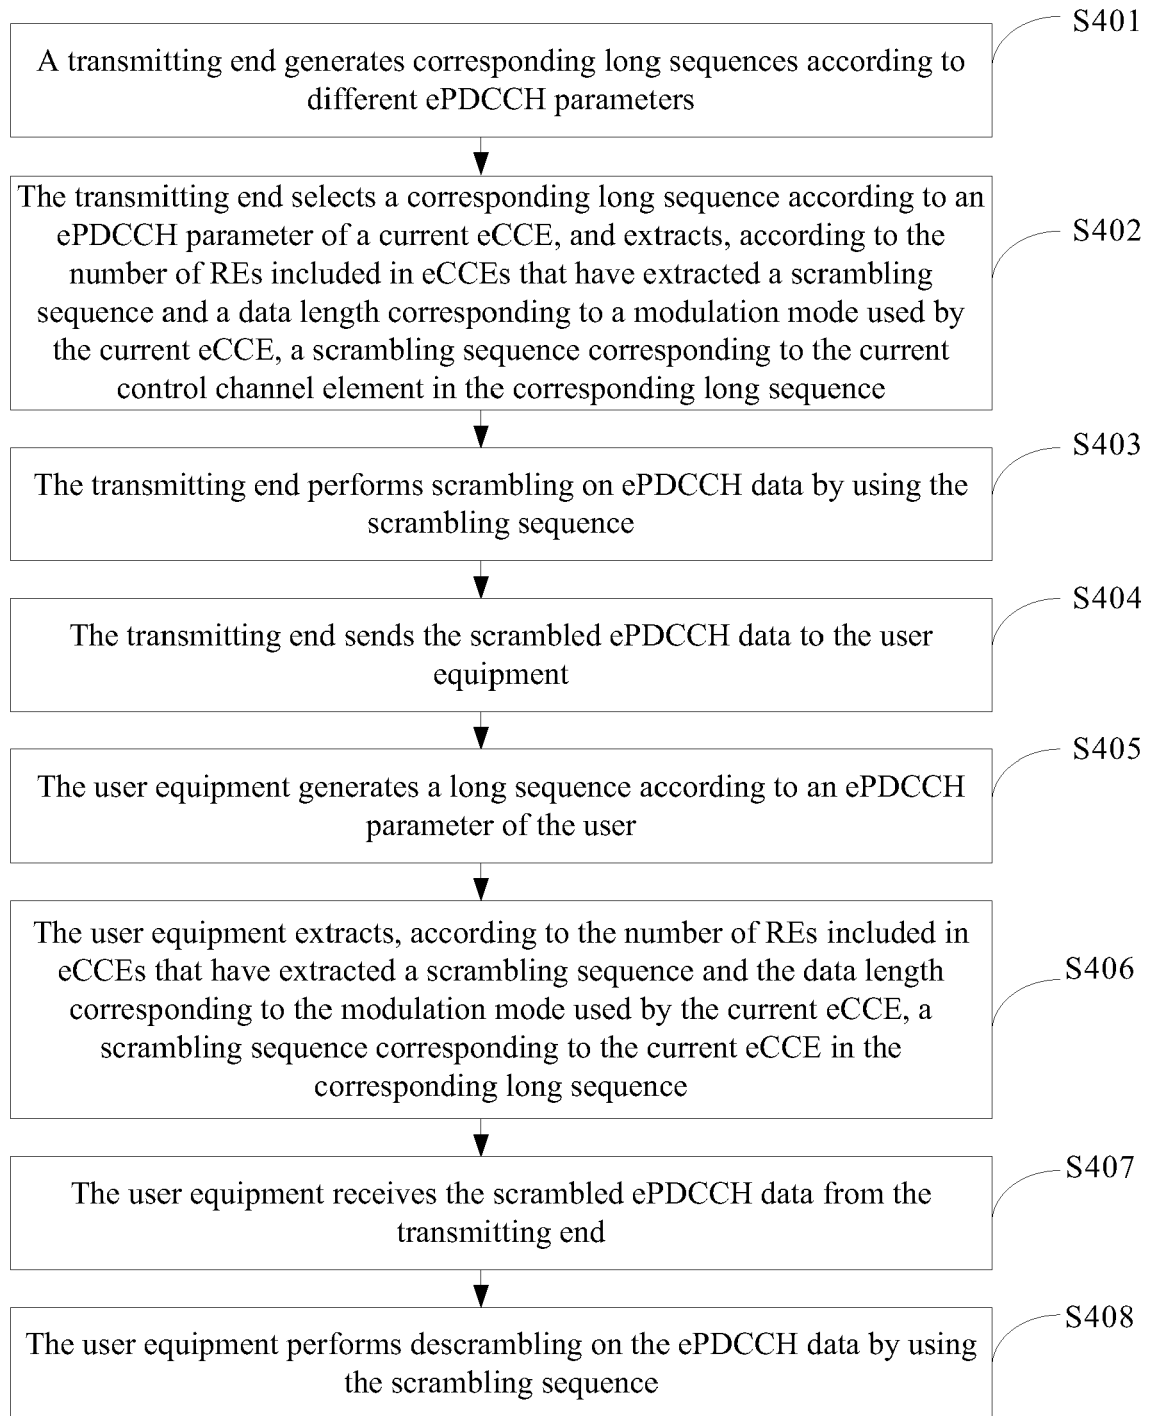 S401
A transmitting end generates corresponding long sequences according to
different ePDCCH parameters
The transmitting end selects a corresponding long sequence according to an
ePDCCH parameter of a current eCCE, and extracts, according to the
number of REs included in eCCEs that have extracted a scrambling
sequence and a data length corresponding to a modulation mode used by
the current eCCE, a scrambling sequence corresponding to the current
control channel element in the corresponding long sequence
S402
S403
The transmitting end performs scrambling on ePDCCH data by using the
scrambling sequence
S404
The transmitting end sends the scrambled ePDCCH data to the user
equipment
S405
The user equipment generates a long sequence according to an ePDCCH
parameter of the user
The user equipment extracts, according to the number of REs included in
eCCEs that have extracted a scrambling sequence and the data length
corresponding to the modulation mode used by the current eCCE, a
scrambling sequence corresponding to the current eCCE in the
corresponding long sequence
S406
S407
The user equipment receives the scrambled ePDCCH data from the
transmitting end
S408
The user equipment performs descrambling on the ePDCCH data by using
the scrambling sequence